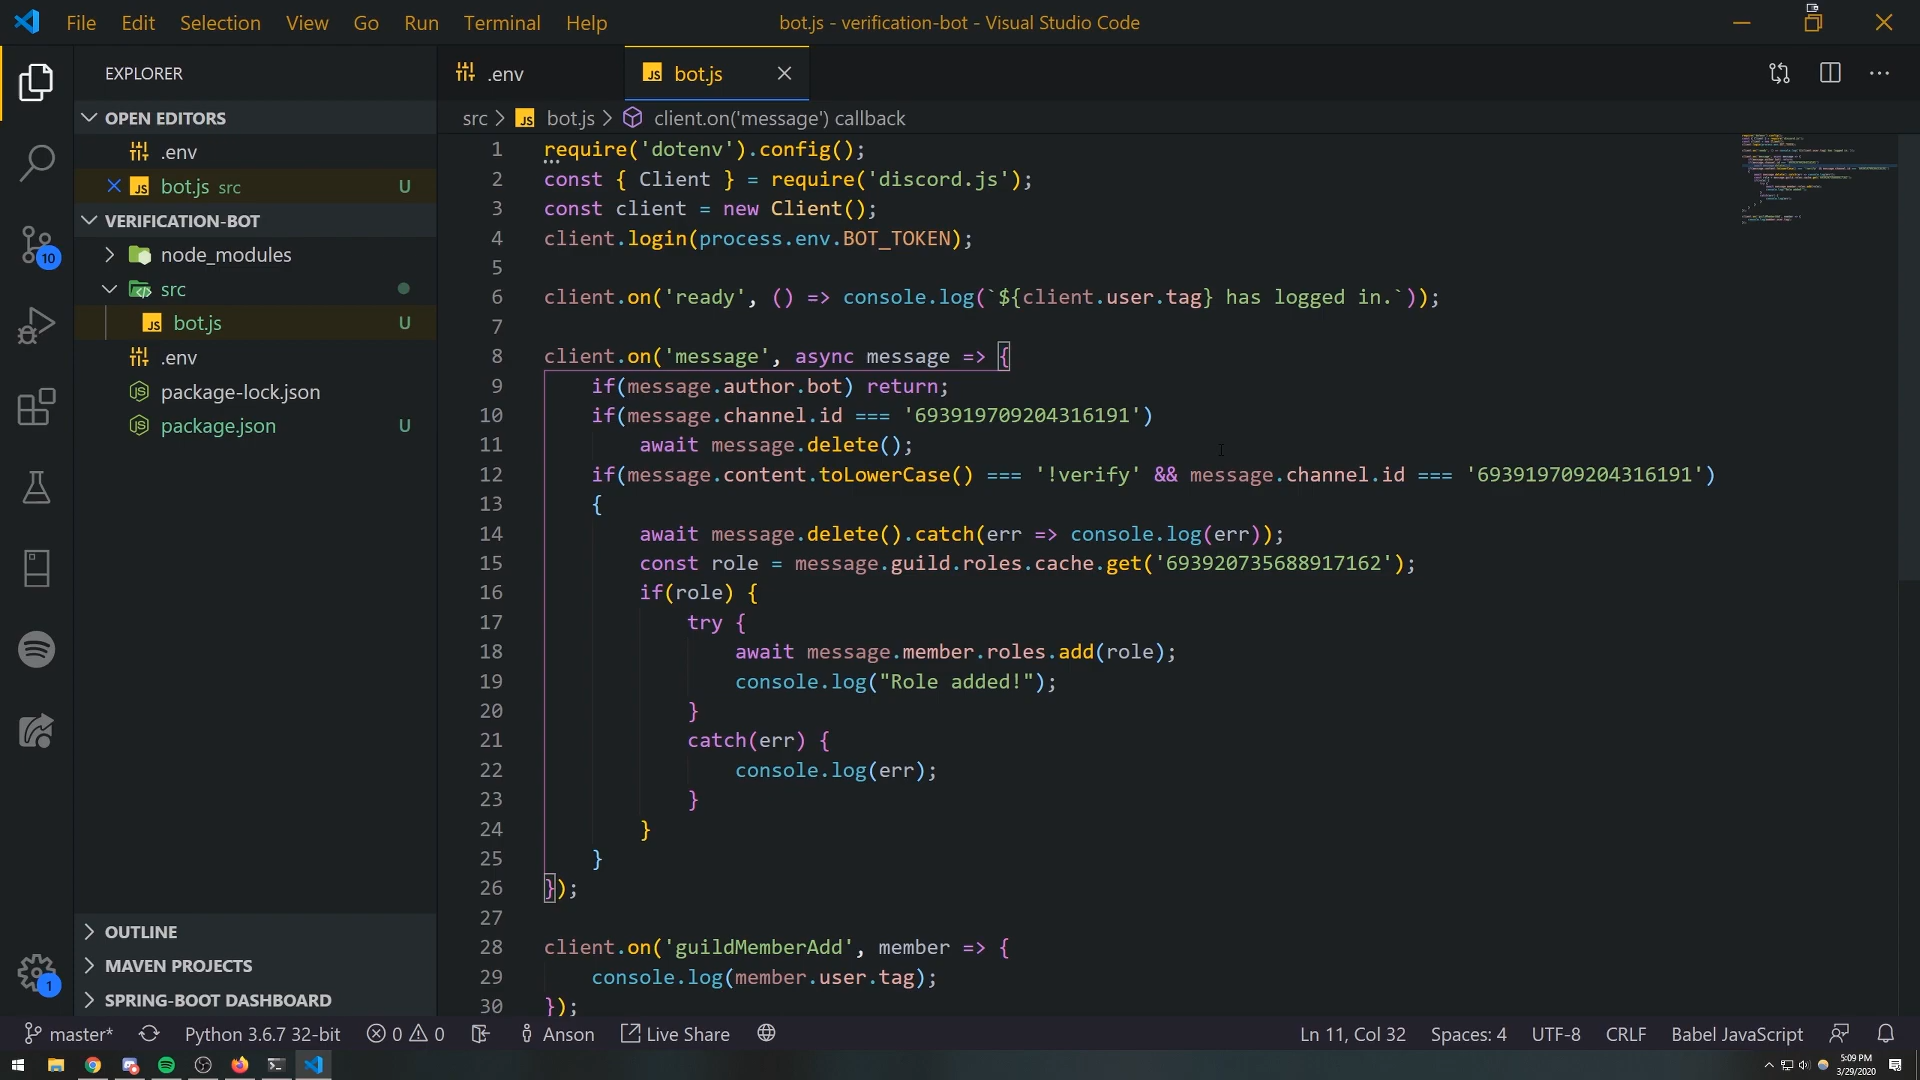 File Edit Selection View Go Run Terminal Help
bot.js - verification-bot - Visual Studio Code
EXPLORER
OPEN EDITORS
.env
bot.js src U
VERIFICATION-BOT
node_modules
src
bot.js U
.env
package-lock.json
package.json U
OUTLINE
MAVEN PROJECTS
SPRING-BOOT DASHBOARD
10
1
.env
bot.js
src > bot.js > client.on('message') callback
1 require('dotenv').config();
2 const { Client } = require('discord.js');
3 const client = new Client();
4 client.login(process.env.BOT_TOKEN);
5
6 client.on('ready', () => console.log(`${client.user.tag} has logged in.`));
7
8 client.on('message', async message => {
9 if(message.author.bot) return;
10 if(message.channel.id === '693919709204316191')
11 await message.delete();
12 if(message.content.toLowerCase() === '!verify' && message.channel.id === '693919709204316191')
13 {
14 await message.delete().catch(err => console.log(err));
15 const role = message.guild.roles.cache.get('693920735688917162');
16 if(role) {
17 try {
18 await message.member.roles.add(role);
19 console.log("Role added!");
20 }
21 catch(err) {
22 console.log(err);
23 }
24 }
25 }
26 });
27
28 client.on('guildMemberAdd', member => {
29 console.log(member.user.tag);
30 });
master* Python 3.6.7 32-bit 0 0 Anson Live Share Ln 11, Col 32 Spaces: 4 UTF-8 CRLF Babel JavaScript
5:09 PM
3/29/2020